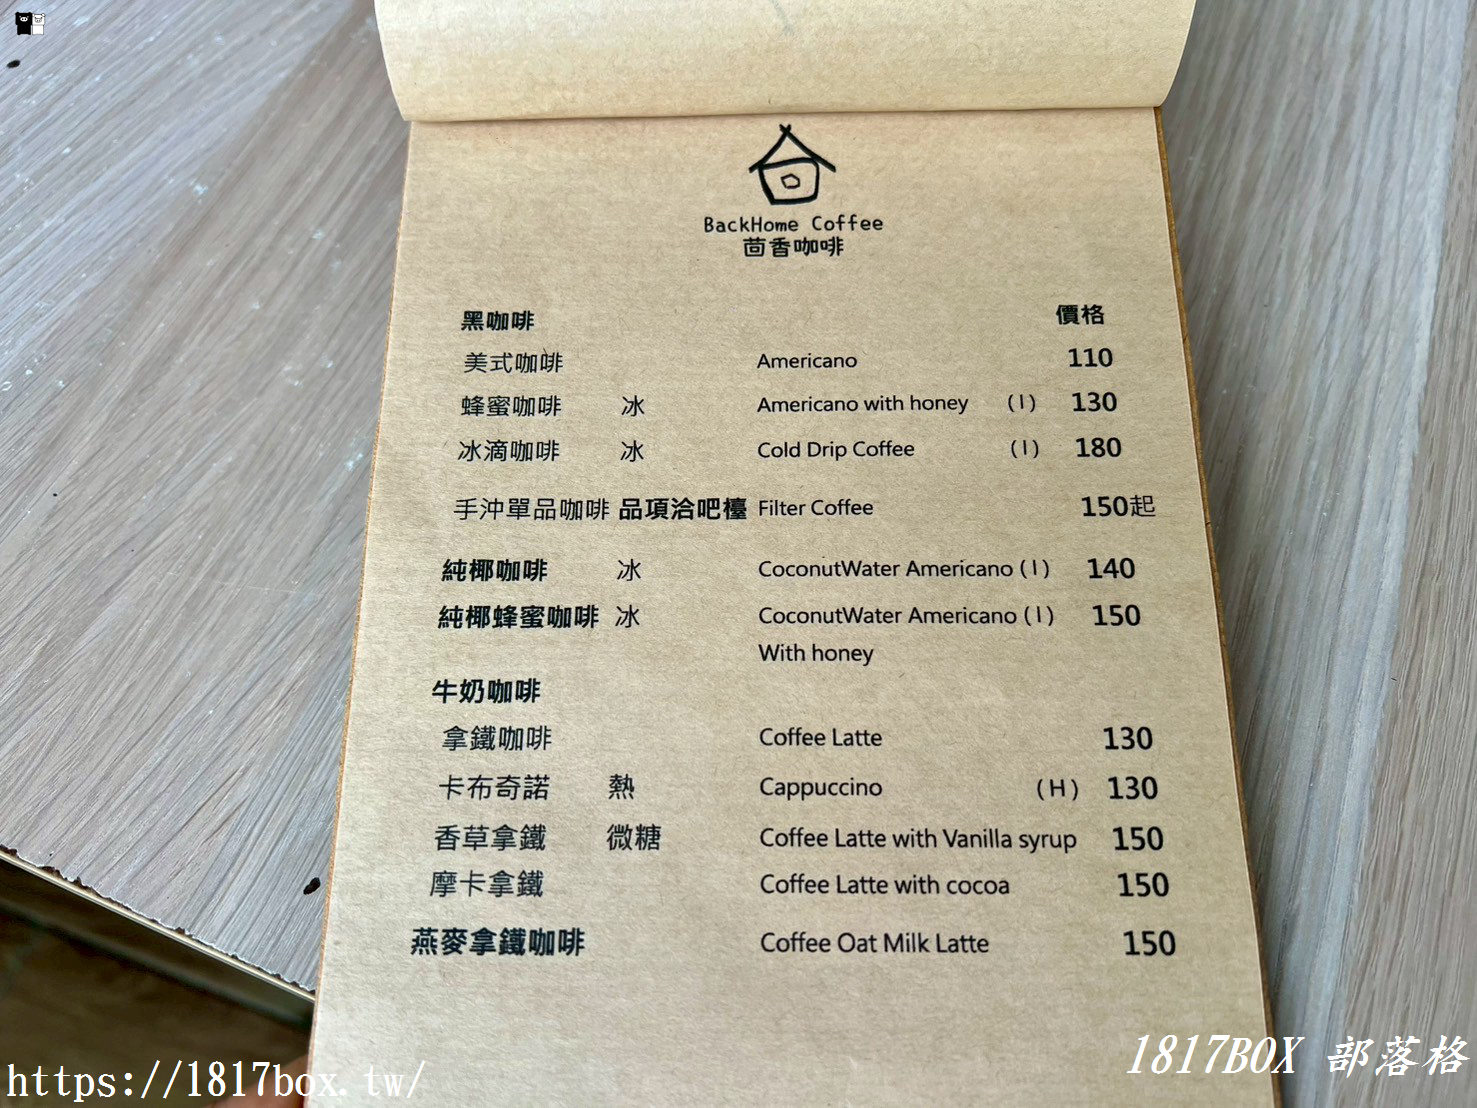 BackHome Coffee
茴香咖啡
黑咖啡 價格
美式咖啡 Americano 110
蜂蜜咖啡 冰 Americano with honey (I) 130
冰滴咖啡 冰 Cold Drip Coffee (I) 180
手沖單品咖啡 品項洽吧檯 Filter Coffee 150起
純椰咖啡 冰 CoconutWater Americano (I) 140
純椰蜂蜜咖啡 冰 CoconutWater Americano (I) 150
With honey
牛奶咖啡
拿鐵咖啡 Coffee Latte 130
卡布奇諾 熱 Cappuccino (H) 130
香草拿鐵 微糖 Coffee Latte with Vanilla syrup 150
摩卡拿鐵 Coffee Latte with cocoa 150
燕麥拿鐵咖啡 Coffee Oat Milk Latte 150
https://1817box.tw/
1817BOX 部落格